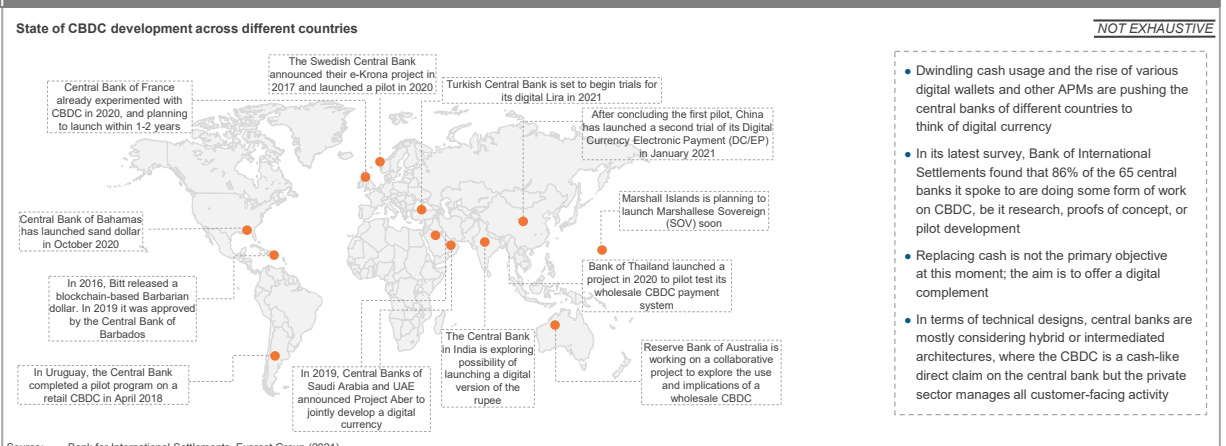 State of CBDC development across different countries
NOT EXHAUSTIVE
The Swedish Central Bank
announced their e-Krona project in
2017 and launched a pilot in 2020
Central Bank of France
already experimented with
CBDC in 2020, and planning
to launch within 1-2 years
Turkish Central Bank is set to begin trials for
its digital Lira in 2021
After concluding the first pilot, China
has launched a second trial of its Digital
Currency Electronic Payment (DC/EP)
in January 2021
Marshall Islands is planning to
launch Marshallese Sovereign
(SOV) soon
Central Bank of Bahamas
has launched sand dollar
in October 2020
In 2016, Bitt released a
blockchain-based Barbarian
dollar. In 2019 it was approved
by the Central Bank of
Barbados
Bank of Thailand launched a
project in 2020 to pilot test its
wholesale CBDC payment
system
In Uruguay, the Central Bank
completed a pilot program on a
retail CBDC in April 2018
In 2019, Central Banks of
Saudi Arabia and UAE
announced Project Aber to
jointly develop a digital
currency
The Central Bank
in India is exploring
possibility of
launching a digital
version of the
rupee
Reserve Bank of Australia is
working on a collaborative
project to explore the use
and implications of a
wholesale CBDC
• Dwindling cash usage and the rise of various
digital wallets and other APMs are pushing the
central banks of different countries to
think of digital currency
• In its latest survey, Bank of International
Settlements found that 86% of the 65 central
banks it spoke to are doing some form of work
on CBDC, be it research, proofs of concept, or
pilot development
• Replacing cash is not the primary objective
at this moment; the aim is to offer a digital
complement
• In terms of technical designs, central banks are
mostly considering hybrid or intermediated
architectures, where the CBDC is a cash-like
direct claim on the central bank but the private
sector manages all customer-facing activity
Source: Bank for International Settlements, Everest Group (2021)